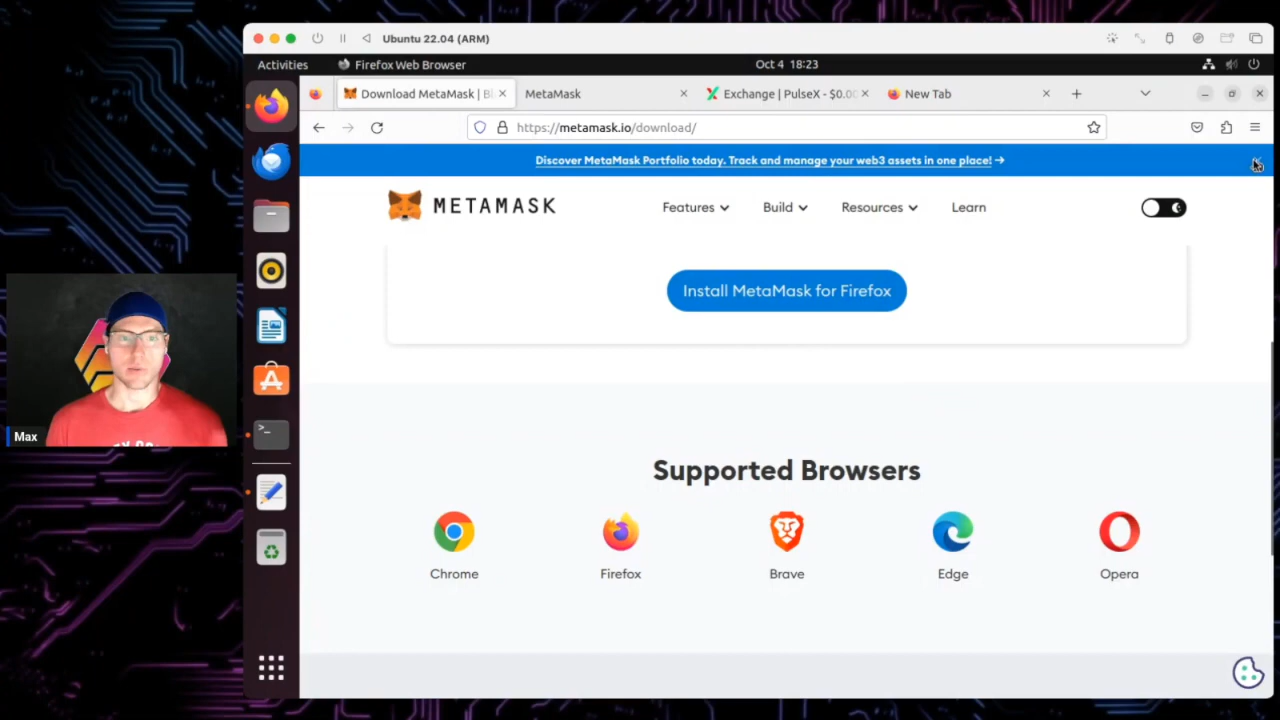 Ubuntu 22.04 (ARM)
Activities
Firefox Web Browser
Oct 4 18:23
Download MetaMask | Bl
MetaMask
Exchange | PulseX - $0.00
New Tab
https://metamask.io/download/
Discover MetaMask Portfolio today. Track and manage your web3 assets in one place! →
METAMASK
Features
Build
Resources
Learn
Install MetaMask for Firefox
Supported Browsers
Chrome
Firefox
Brave
Edge
Opera
Max